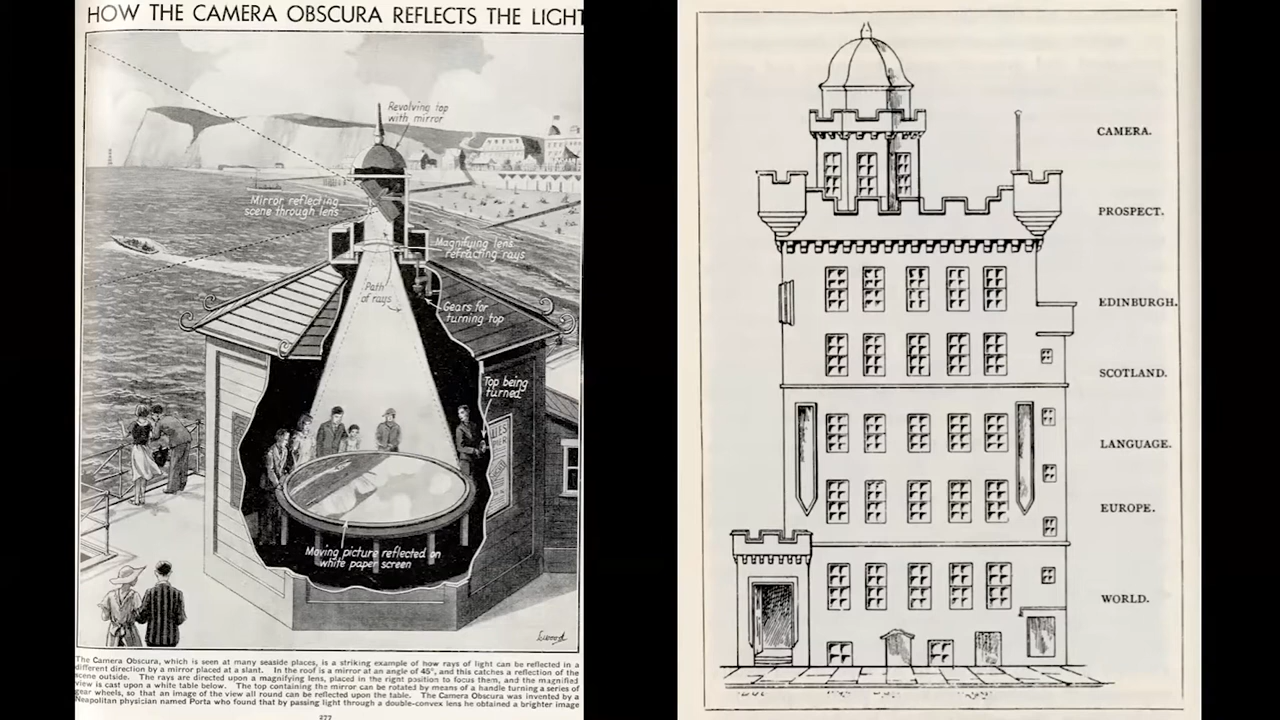 HOW THE CAMERA OBSCURA REFLECTS THE LIGHT
Revolving top
with mirror
Mirror reflecting
scene through lens
Magnifying lens
refracting rays
Path
of rays
Gears for
turning top
Top being
turned
Moving picture reflected on
white paper screen
The Camera Obscura, which is seen at many seaside places, is a striking example of how rays of light can be reflected in a
different direction by a mirror placed at a slant. In the roof is a mirror at an angle of 45°, and this catches a reflection of the
scene outside. The rays are directed upon a magnifying lens, placed in the right position to focus them, and the magnified
view is cast upon a white table below. The top containing the mirror can be rotated by means of a handle turning a series of
gear wheels, so that an image of the view all round can be reflected upon the table. The Camera Obscura was invented by a
Neapolitan physician named Porta who found that by passing light through a double-convex lens he obtained a brighter image
277
CAMERA.
PROSPECT.
EDINBURGH.
SCOTLAND.
LANGUAGE.
EUROPE.
WORLD.